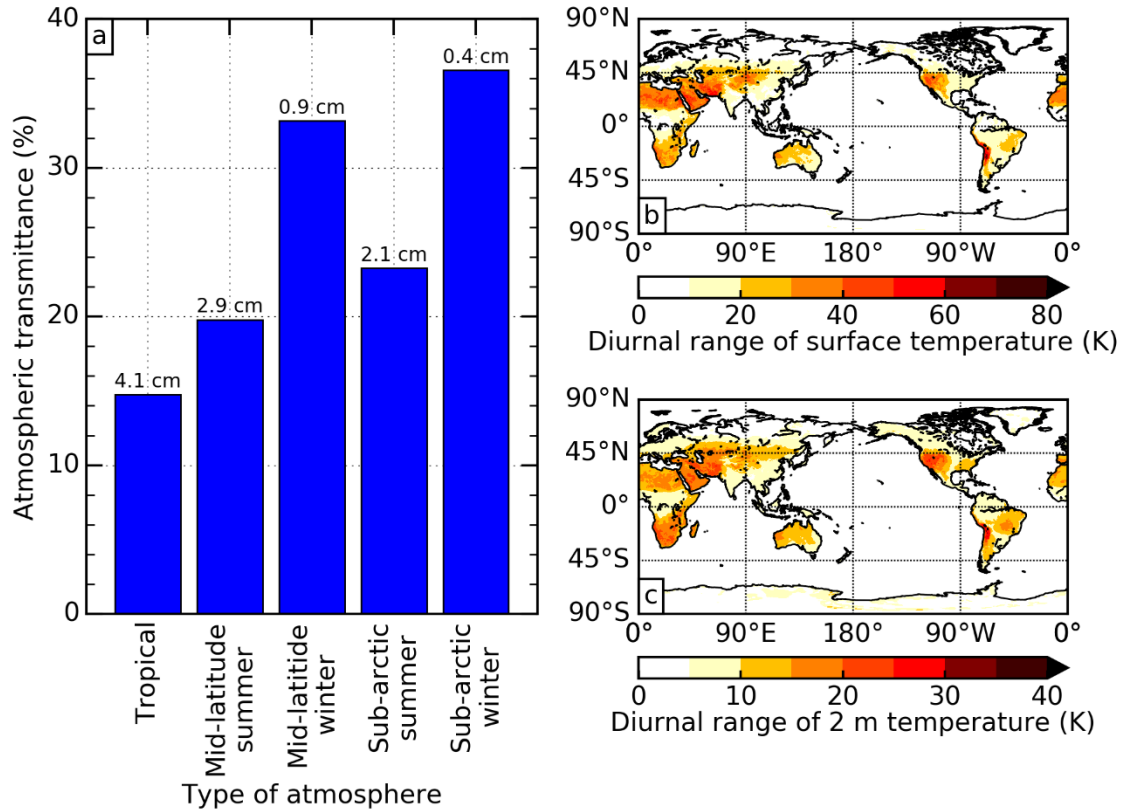 a
40
30
20
10
0
Atmospheric transmittance (%)
4.1 cm
2.9 cm
0.9 cm
2.1 cm
0.4 cm
Tropical
Mid-latitude
summer
Mid-latitide
winter
Sub-arctic
summer
Sub-arctic
winter
Type of atmosphere
90°N
45°N
0°
45°S
90°S
b
0° 90°E 180° 90°W 0°
0 20 40 60 80
Diurnal range of surface temperature (K)
90°N
45°N
0°
45°S
90°S
c
0° 90°E 180° 90°W 0°
0 10 20 30 40
Diurnal range of 2 m temperature (K)